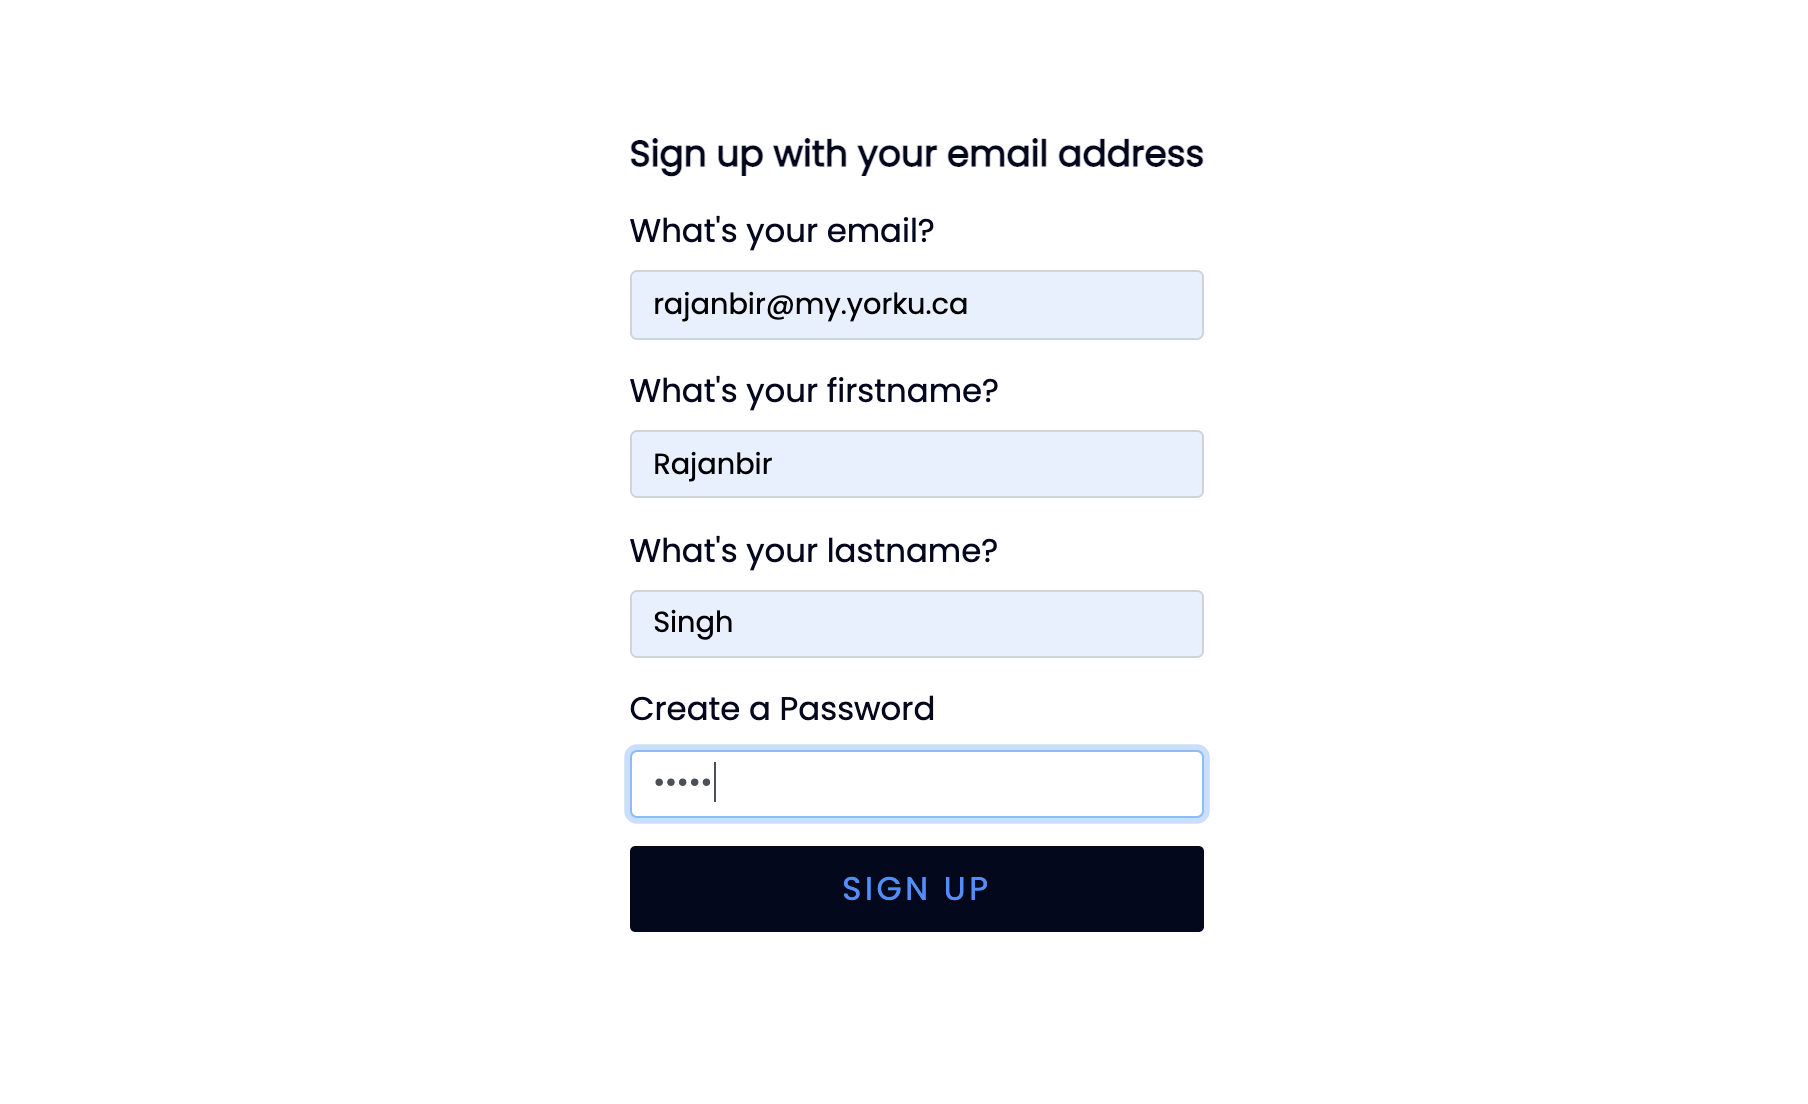 Sign up with your email address
What's your email?
rajanbir@my.yorku.ca
What's your firstname?
Rajanbir
What's your lastname?
Singh
Create a Password
•••••
SIGN UP